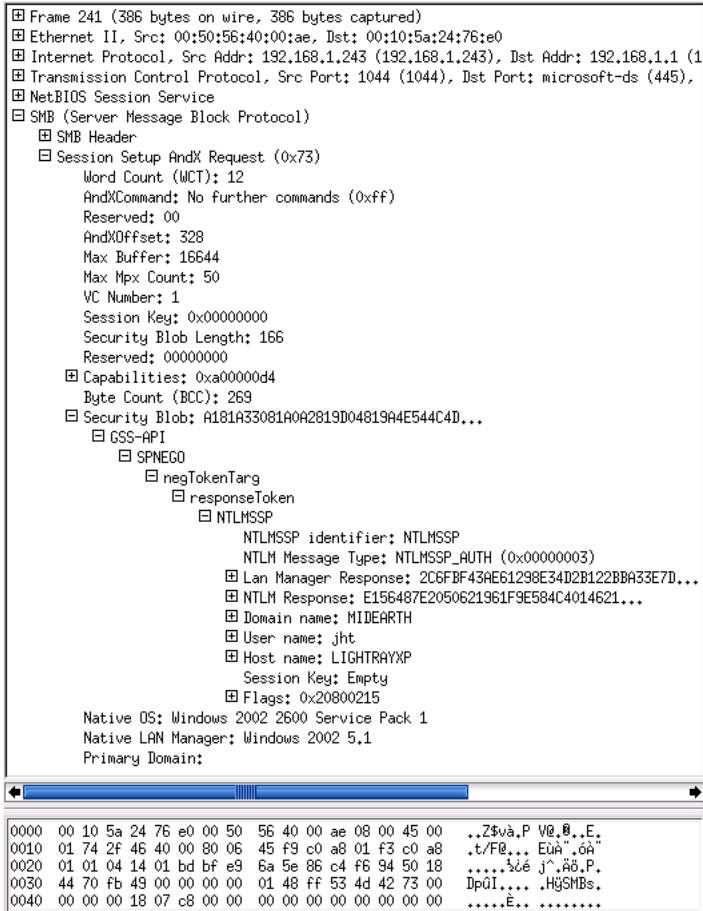 Frame 241 (386 bytes on wire, 386 bytes captured)
Ethernet II, Src: 00:50:56:40:00:ae, Dst: 00:10:5a:24:76:e0
Internet Protocol, Src Addr: 192.168.1.243 (192.168.1.243), Dst Addr: 192.168.1.1 (1
Transmission Control Protocol, Src Port: 1044 (1044), Dst Port: microsoft-ds (445),
NetBIOS Session Service
SMB (Server Message Block Protocol)
SMB Header
Session Setup AndX Request (0x73)
Word Count (WCT): 12
AndXCommand: No further commands (0xff)
Reserved: 00
AndXOffset: 328
Max Buffer: 16644
Max Mpx Count: 50
VC Number: 1
Session Key: 0x00000000
Security Blob Length: 166
Reserved: 00000000
Capabilities: 0xa00000d4
Byte Count (BCC): 269
Security Blob: A181A33081A0A2819D04819A4E544C4D...
GSS-API
SPNEGO
negTokenTarg
responseToken
NTLMSSP
NTLMSSP identifier: NTLMSSP
NTLM Message Type: NTLMSSP_AUTH (0x00000003)
Lan Manager Response: 2C6FBF43AE61298E34D2B122BBA33E7D...
NTLM Response: E156487E2050621961F9E584C4014621...
Domain name: MIDEARTH
User name: jht
Host name: LIGHTRAYXP
Session Key: Empty
Flags: 0x20800215
Native OS: Windows 2002 2600 Service Pack 1
Native LAN Manager: Windows 2002 5.1
Primary Domain:
0000 00 10 5a 24 76 e0 00 50 56 40 00 ae 08 00 45 00 ..Z$và.P V@.®..E.
0010 01 74 2f 46 40 00 80 06 45 f9 c0 a8 01 f3 c0 a8 .t/F@... EùÀ¨.óÀ¨
0020 01 01 04 14 01 bd bf e9 6a 5e 86 c4 f6 94 50 18 .....½¿é j^.Äö.P.
0030 44 70 fb 49 00 00 00 00 01 48 ff 53 4d 42 73 00 DpûI.... .HÿSMBs.
0040 00 00 00 18 07 c8 00 00 00 00 00 00 00 00 00 00 .....È.. ........